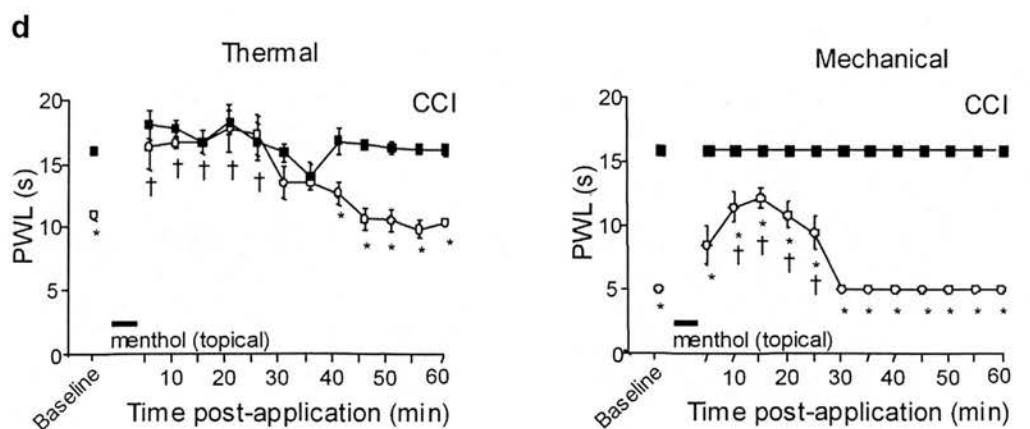 d
Thermal
CCI
PWL (s)
20
15
10
5
0
† † † † †
* * * * * *
menthol (topical)
Baseline
10 20 30 40 50 60
Time post-application (min)
Mechanical
CCI
PWL (s)
20
15
10
5
0
* * * * * * * * * * * * *
† † † †
menthol (topical)
Baseline
10 20 30 40 50 60
Time post-application (min)